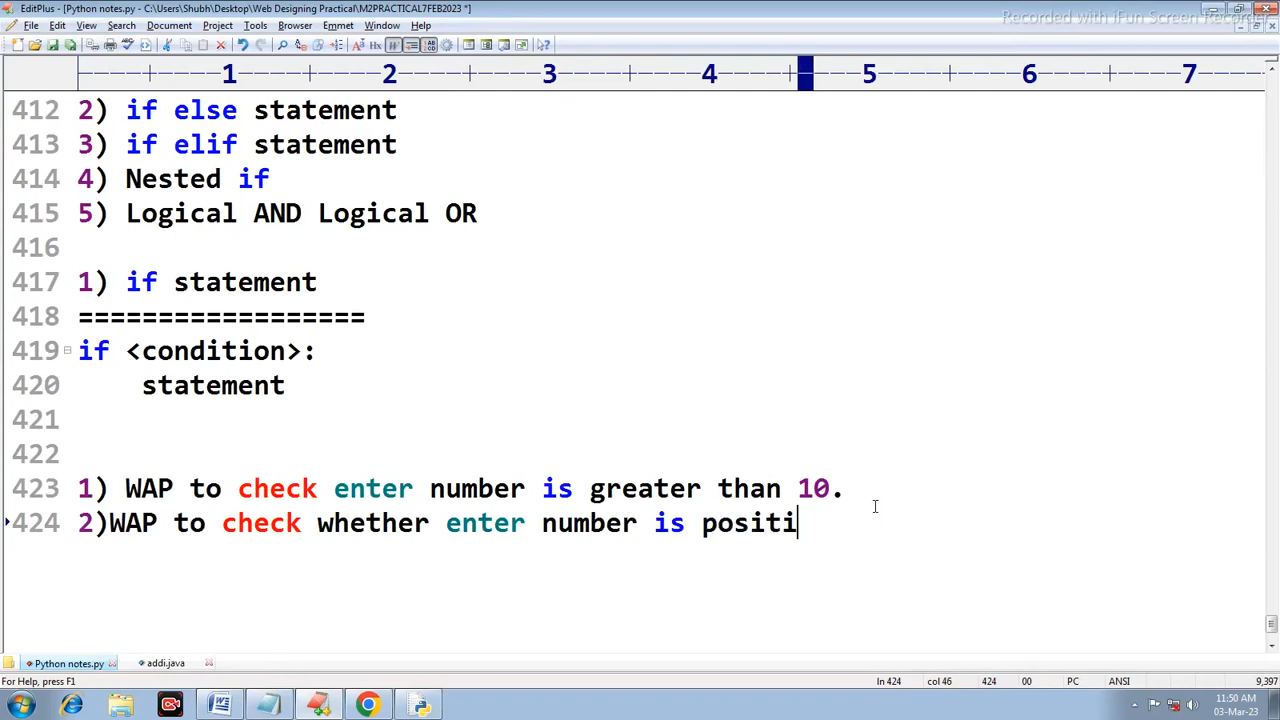 EditPlus - [Python notes.py - C:\Users\Shubh\Desktop\Web Designing Practical\M2PRACTICAL7FEB2023 *]
Recorded with iFun Screen Recorder
File Edit View Search Document Project Tools Browser Emmet Window Help
1 2 3 4 5 6 7
412 2) if else statement
413 3) if elif statement
414 4) Nested if
415 5) Logical AND Logical OR
416
417 1) if statement
418 ==================
419 if <condition>:
420 statement
421
422
423 1) WAP to check enter number is greater than 10.
424 2)WAP to check whether enter number is positi
Python notes.py addi.java
For Help, press F1 ln 424 col 46 424 00 PC ANSI 9,397
11:50 AM
03-Mar-23